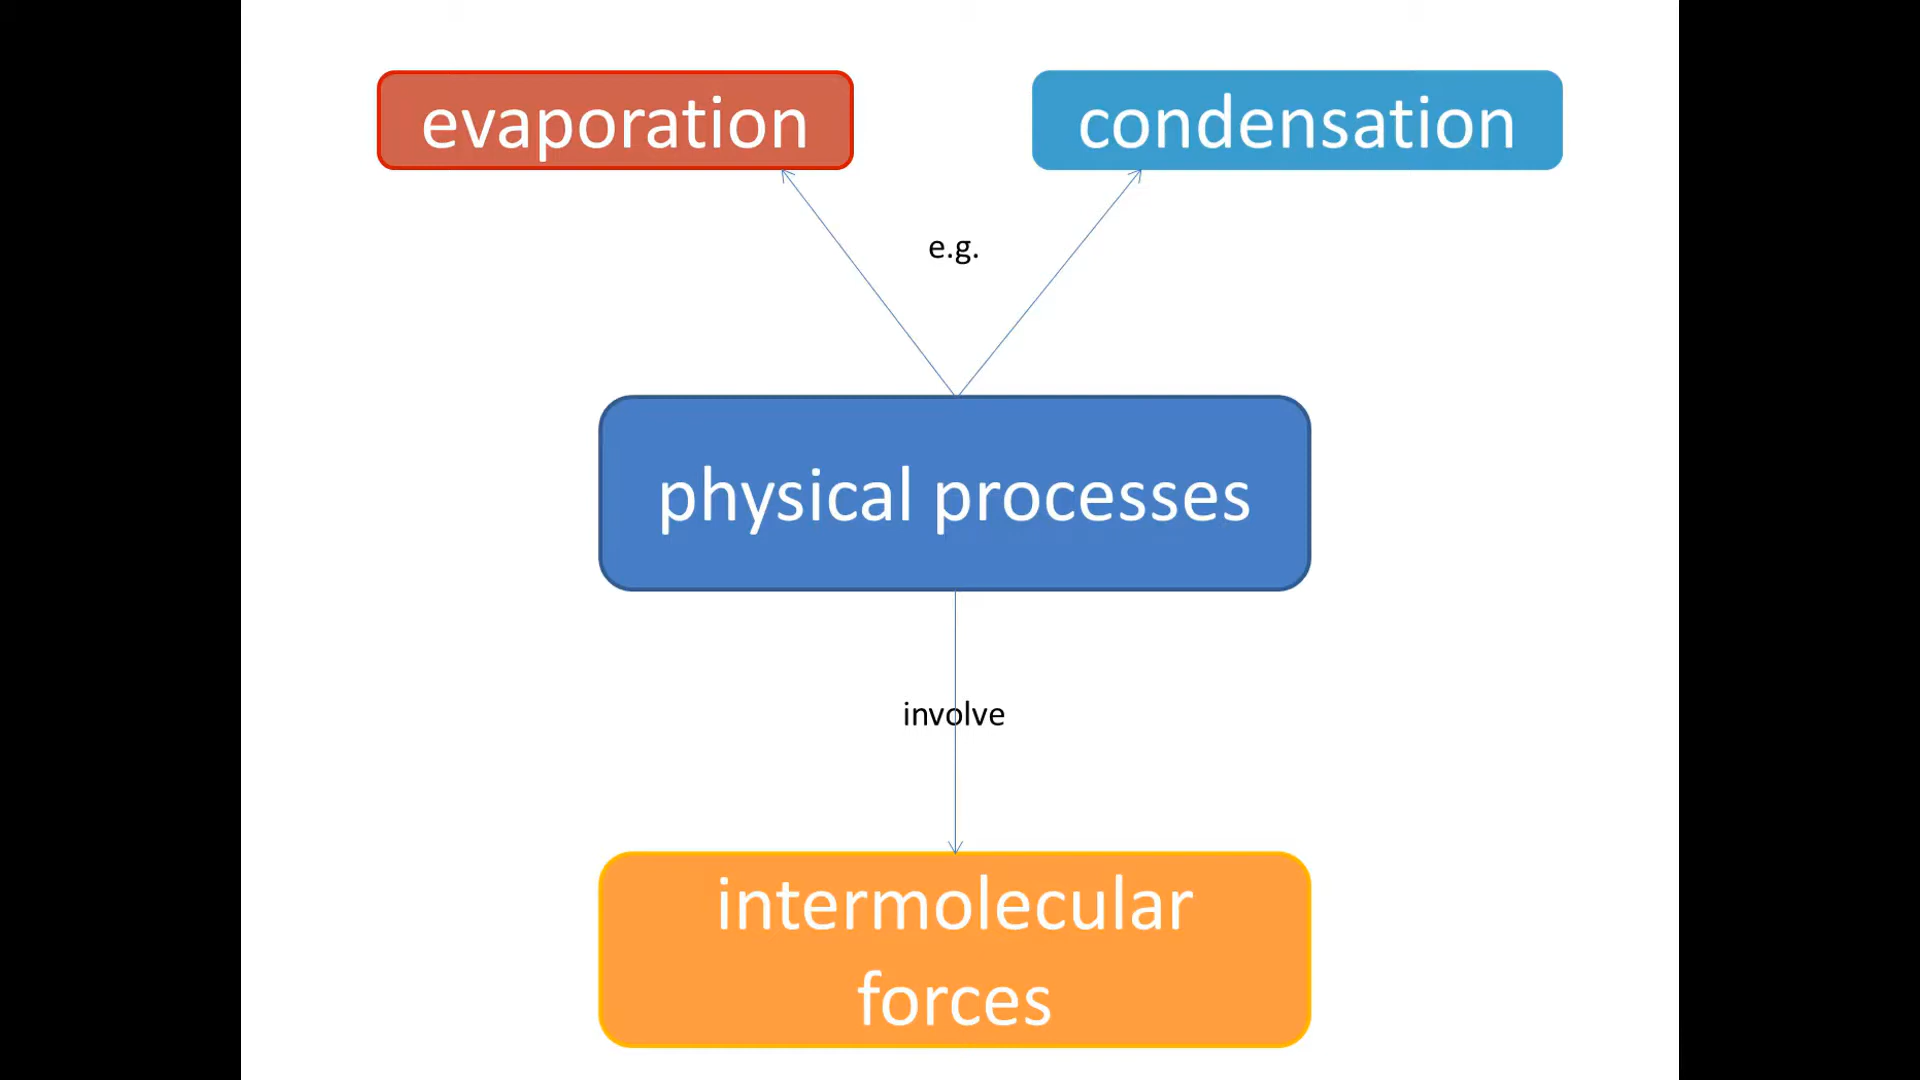 evaporation
condensation
e.g.
physical processes
involve
intermolecular
forces